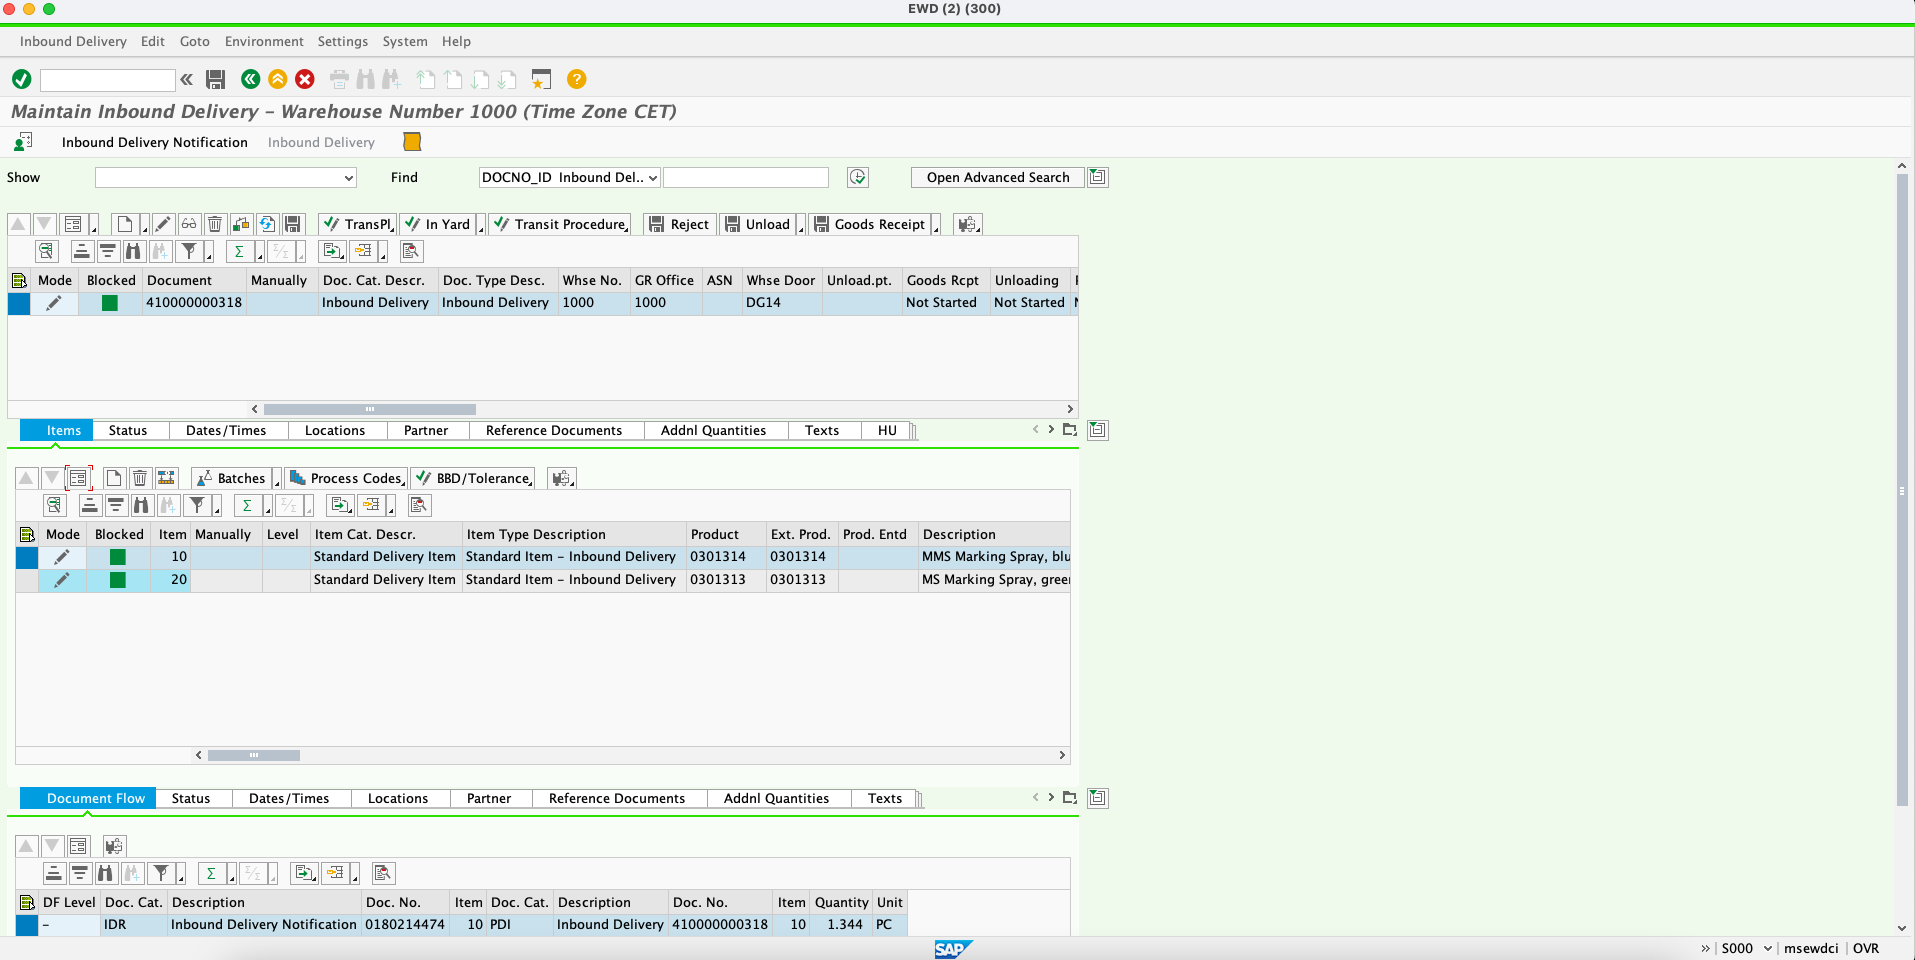 EWD (2) (300)
Inbound Delivery Edit Goto Environment Settings System Help
Maintain Inbound Delivery – Warehouse Number 1000 (Time Zone CET)
Inbound Delivery Notification Inbound Delivery
Show Find DOCNO_ID Inbound Del.. Open Advanced Search
TransPl. In Yard Transit Procedure Reject Unload Goods Receipt
Mode Blocked Document Manually Doc. Cat. Descr. Doc. Type Desc. Whse No. GR Office ASN Whse Door Unload.pt. Goods Rcpt Unloading
410000000318 Inbound Delivery Inbound Delivery 1000 1000 DG14 Not Started Not Started
Items Status Dates/Times Locations Partner Reference Documents Addnl Quantities Texts HU
Batches Process Codes BBD/Tolerance
Mode Blocked Item Manually Level Item Cat. Descr. Item Type Description Product Ext. Prod. Prod. Entd Description
10 Standard Delivery Item Standard Item – Inbound Delivery 0301314 0301314 MMS Marking Spray, blu
20 Standard Delivery Item Standard Item – Inbound Delivery 0301313 0301313 MS Marking Spray, gree
Document Flow Status Dates/Times Locations Partner Reference Documents Addnl Quantities Texts
DF Level Doc. Cat. Description Doc. No. Item Doc. Cat. Description Doc. No. Item Quantity Unit
– IDR Inbound Delivery Notification 0180214474 10 PDI Inbound Delivery 410000000318 10 1.344 PC
SAP S000 msewdci OVR